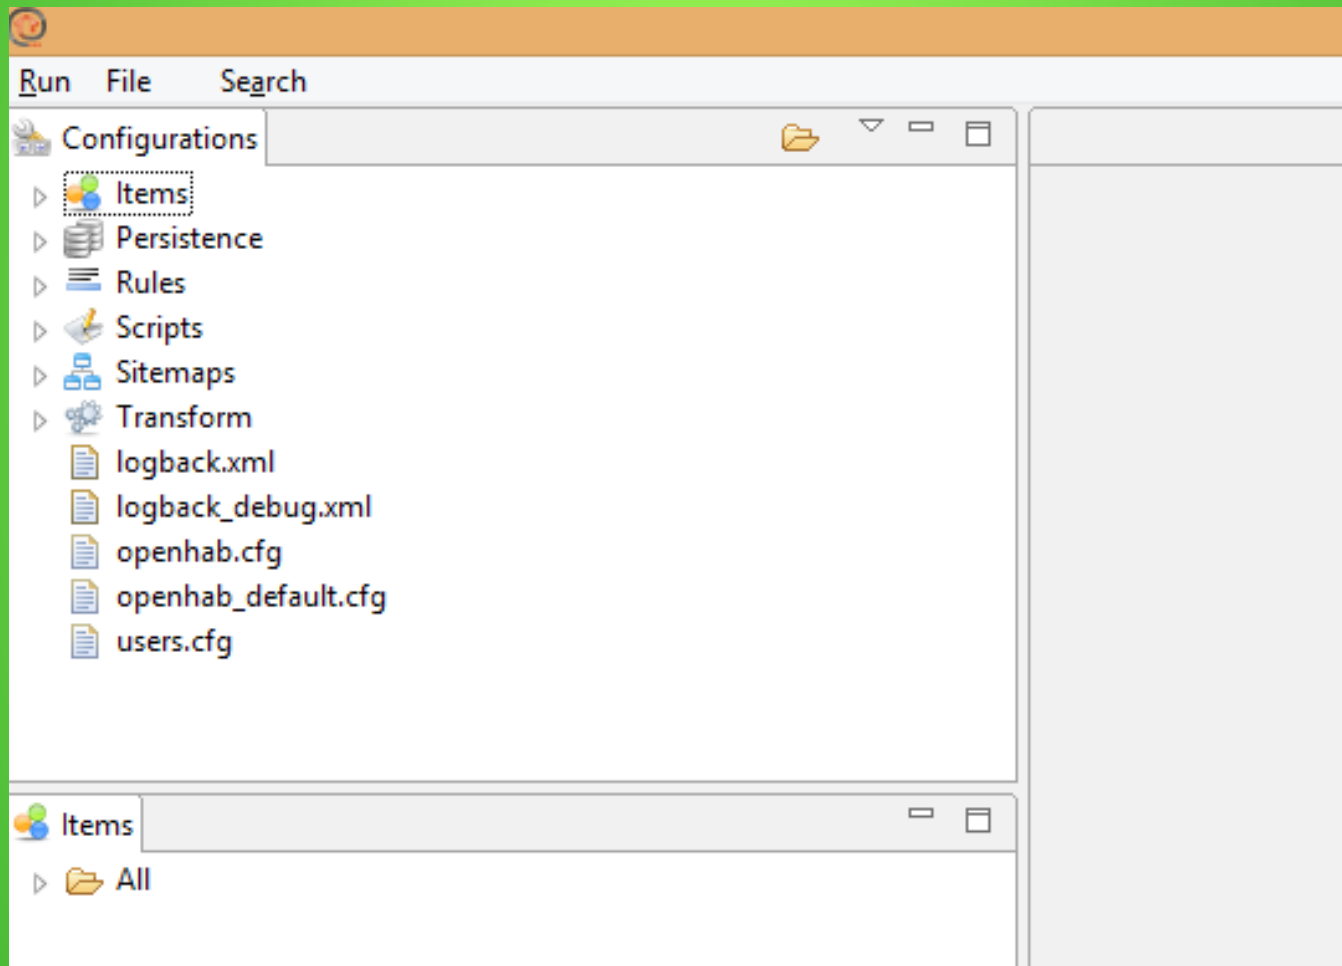 Run File Search
Configurations
Items
Persistence
Rules
Scripts
Sitemaps
Transform
logback.xml
logback_debug.xml
openhab.cfg
openhab_default.cfg
users.cfg
Items
All